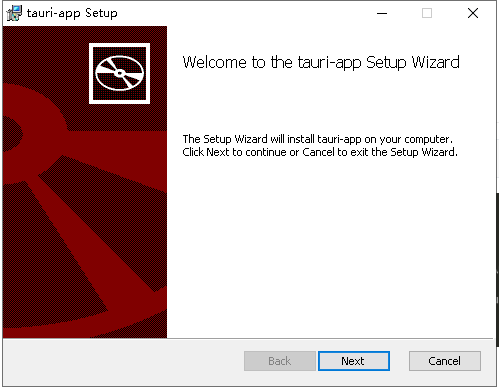 tauri-app Setup
Welcome to the tauri-app Setup Wizard
The Setup Wizard will install tauri-app on your computer.
Click Next to continue or Cancel to exit the Setup Wizard.
Back Next Cancel